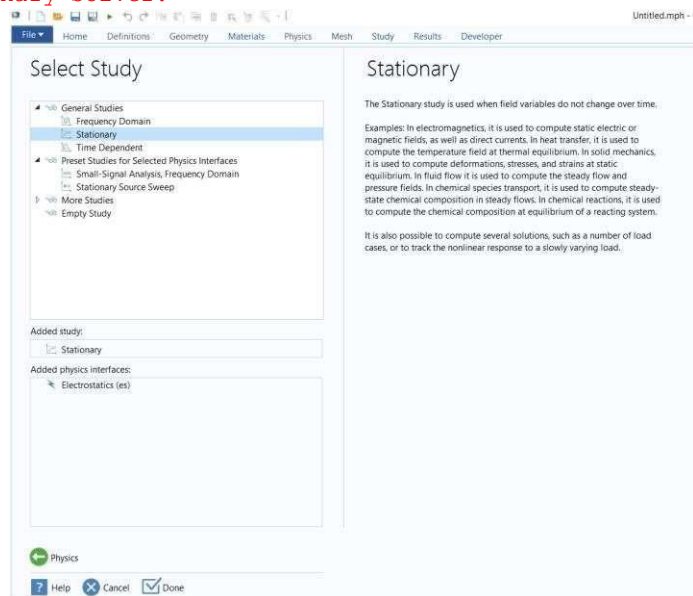 Untitled.mph -
File Home Definitions Geometry Materials Physics Mesh Study Results Developer
Select Study
General Studies
Frequency Domain
Stationary
Time Dependent
Preset Studies for Selected Physics Interfaces
Small-Signal Analysis, Frequency Domain
Stationary Source Sweep
More Studies
Empty Study
Added study:
Stationary
Added physics interfaces:
Electrostatics (es)
Physics
Help Cancel Done
Stationary
The Stationary study is used when field variables do not change over time.
Examples: In electromagnetics, it is used to compute static electric or
magnetic fields, as well as direct currents. In heat transfer, it is used to
compute the temperature field at thermal equilibrium. In solid mechanics,
it is used to compute deformations, stresses, and strains at static
equilibrium. In fluid flow it is used to compute the steady flow and
pressure fields. In chemical species transport, it is used to compute steady-
state chemical composition in steady flows. In chemical reactions, it is used
to compute the chemical composition at equilibrium of a reacting system.
It is also possible to compute several solutions, such as a number of load
cases, or to track the nonlinear response to a slowly varying load.